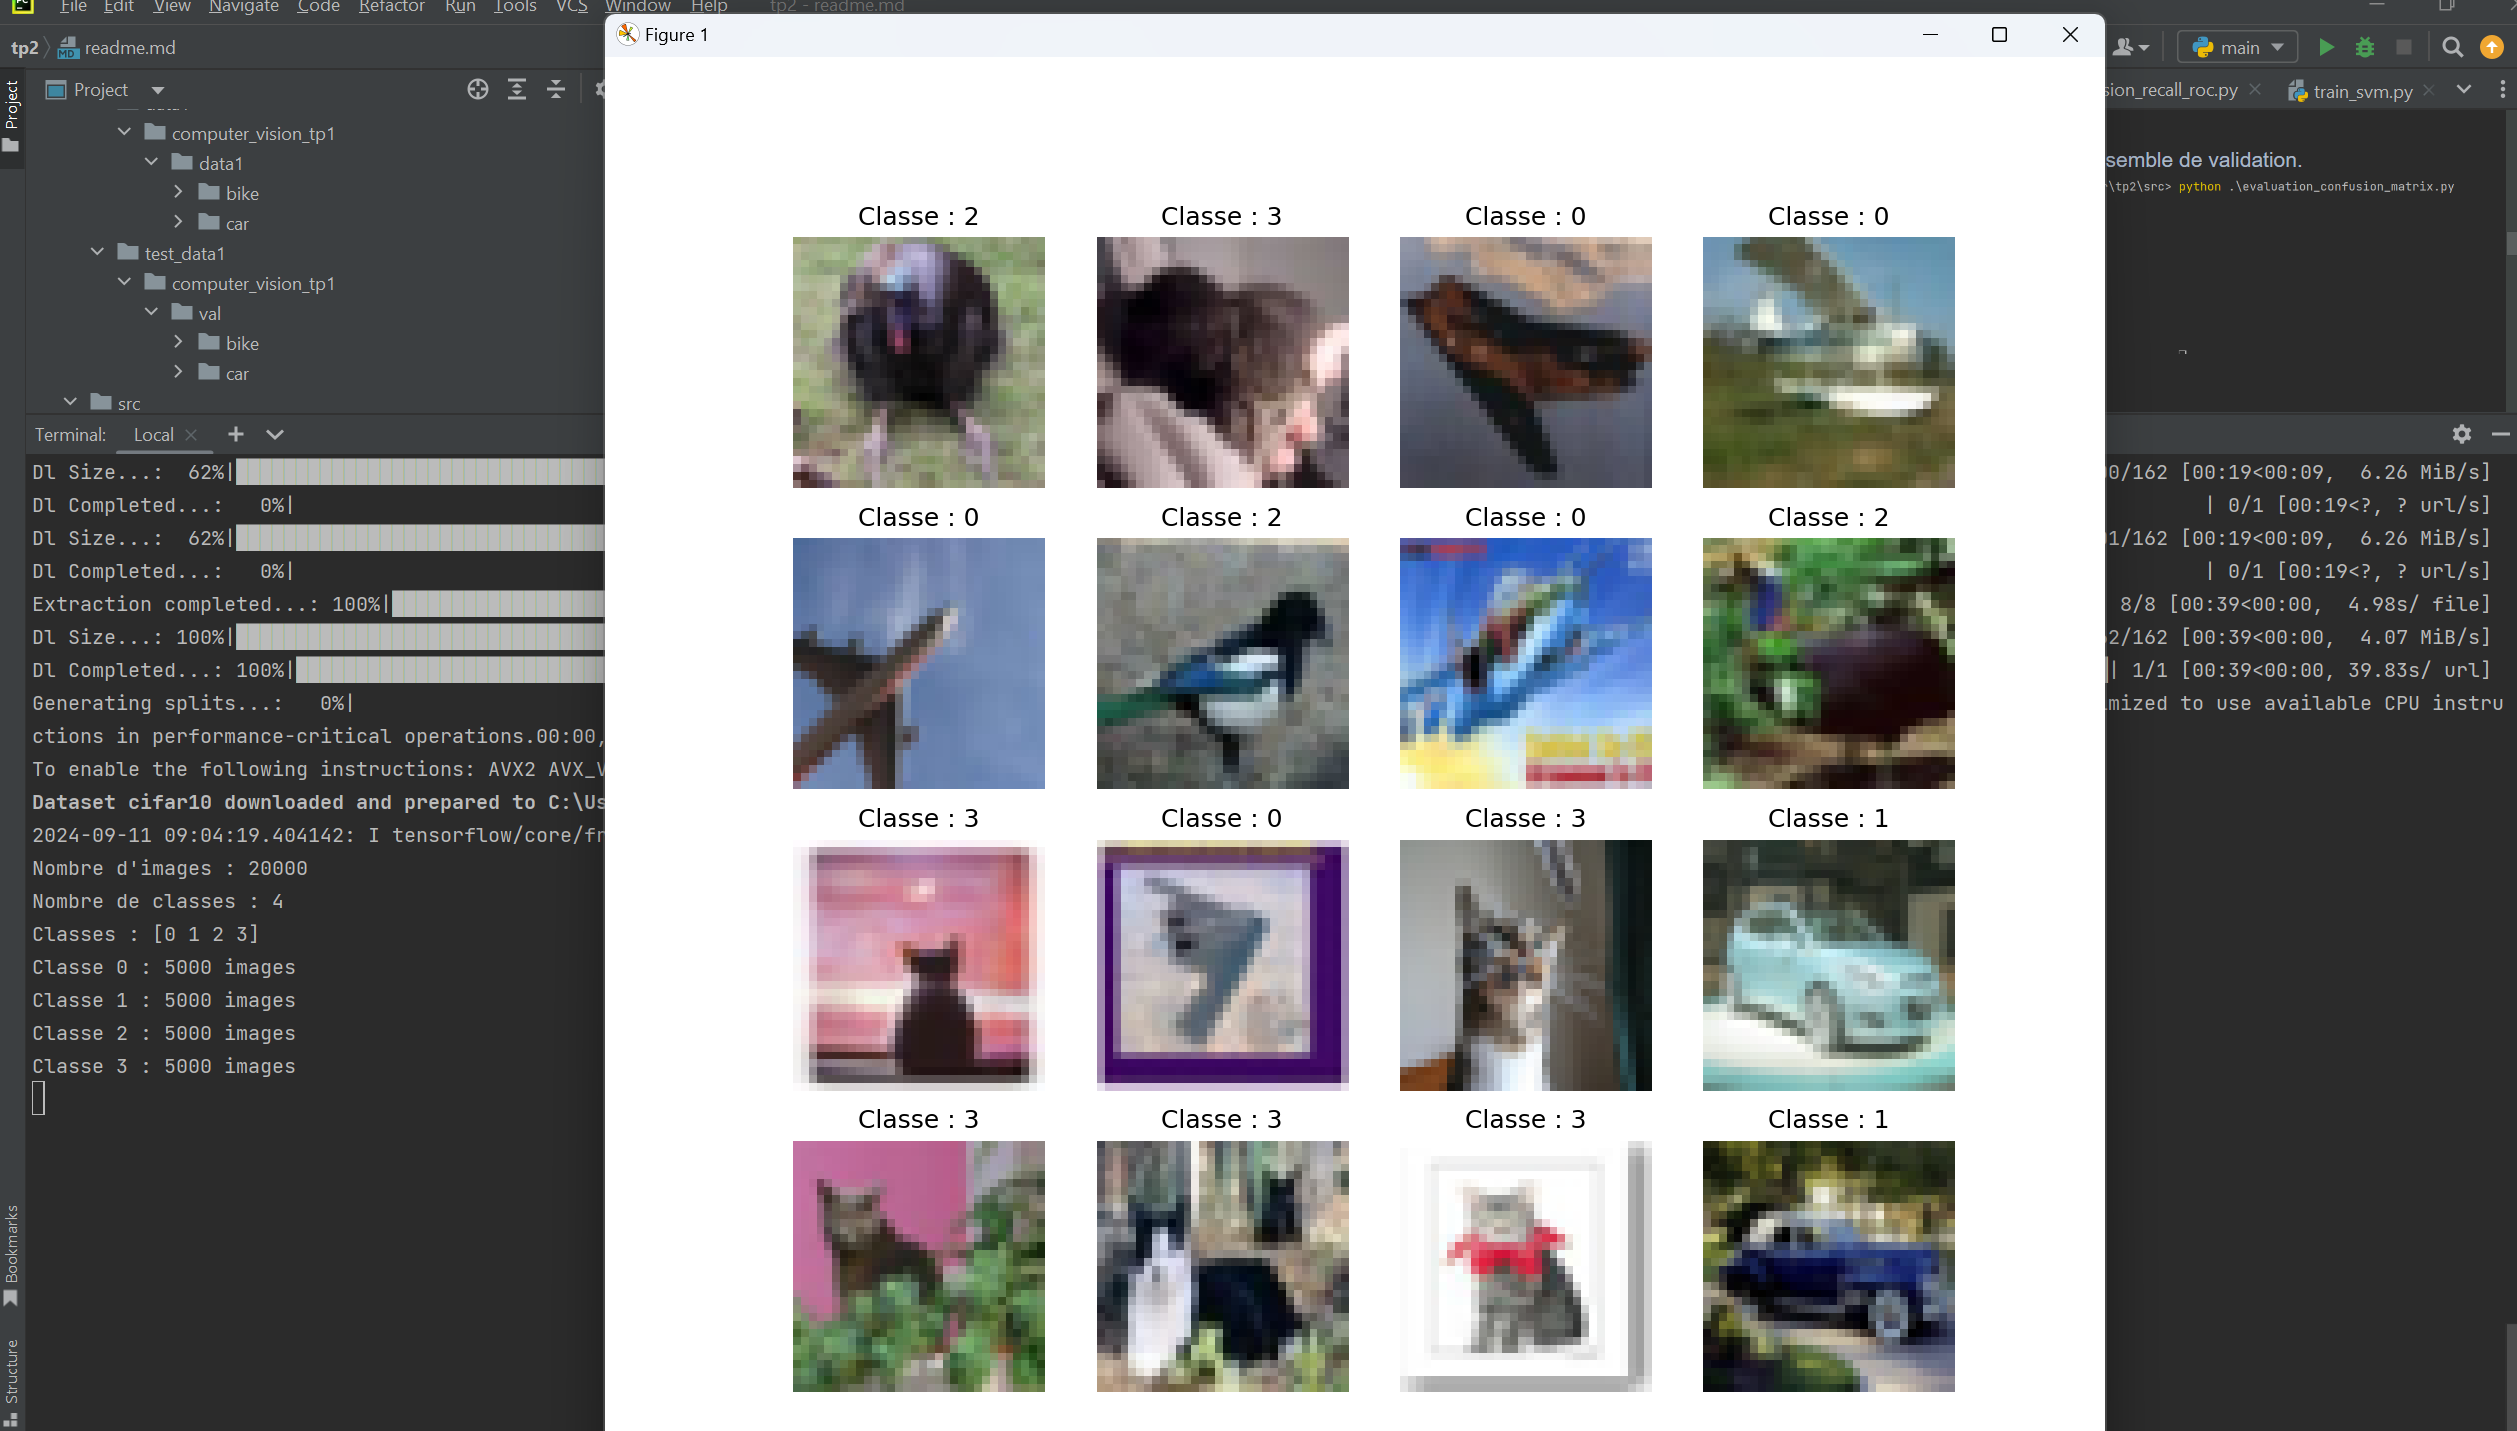 File Edit View Navigate Code Refactor Run Tools VCS Window Help tp2 - readme.md
tp2 readme.md
Figure 1
main
Project
Project
sion_recall_roc.py
train_svm.py
computer_vision_tp1
data1
bike
car
test_data1
computer_vision_tp1
val
bike
car
src
semble de validation.
\tp2\src> python .\evaluation_confusion_matrix.py
Classe : 2
Classe : 3
Classe : 0
Classe : 0
Classe : 0
Classe : 2
Classe : 0
Classe : 2
Classe : 3
Classe : 0
Classe : 3
Classe : 1
Classe : 3
Classe : 3
Classe : 3
Classe : 1
Terminal: Local
Dl Size...: 62%| 0/162 [00:19<00:09, 6.26 MiB/s]
Dl Completed...: 0%| | 0/1 [00:19<?, ? url/s]
Dl Size...: 62%| 1/162 [00:19<00:09, 6.26 MiB/s]
Dl Completed...: 0%| | 0/1 [00:19<?, ? url/s]
Extraction completed...: 100%| 8/8 [00:39<00:00, 4.98s/ file]
Dl Size...: 100%| 2/162 [00:39<00:00, 4.07 MiB/s]
Dl Completed...: 100%| | 1/1 [00:39<00:00, 39.83s/ url]
Generating splits...: 0%| mized to use available CPU instru
ctions in performance-critical operations.00:00,
To enable the following instructions: AVX2 AVX_V
Dataset cifar10 downloaded and prepared to C:\Us
2024-09-11 09:04:19.404142: I tensorflow/core/fr
Nombre d'images : 20000
Nombre de classes : 4
Classes : [0 1 2 3]
Classe 0 : 5000 images
Classe 1 : 5000 images
Classe 2 : 5000 images
Classe 3 : 5000 images
Bookmarks
Structure